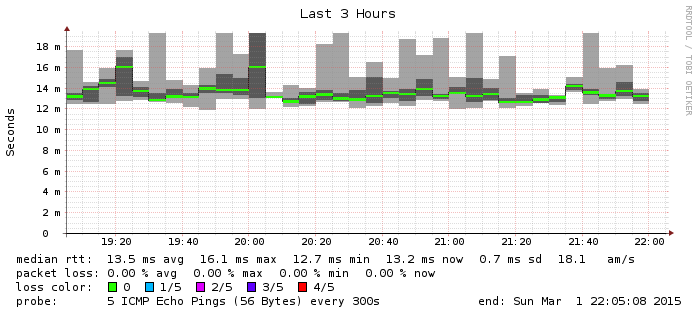 Last 3 Hours
RRDTOOL / TOBI OETIKER
Seconds
18 m
16 m
14 m
12 m
10 m
8 m
6 m
4 m
2 m
0
19:20 19:40 20:00 20:20 20:40 21:00 21:20 21:40 22:00
median rtt: 13.5 ms avg 16.1 ms max 12.7 ms min 13.2 ms now 0.7 ms sd 18.1 am/s
packet loss: 0.00 % avg 0.00 % max 0.00 % min 0.00 % now
loss color: 0 1/5 2/5 3/5 4/5
probe: 5 ICMP Echo Pings (56 Bytes) every 300s end: Sun Mar 1 22:05:08 2015